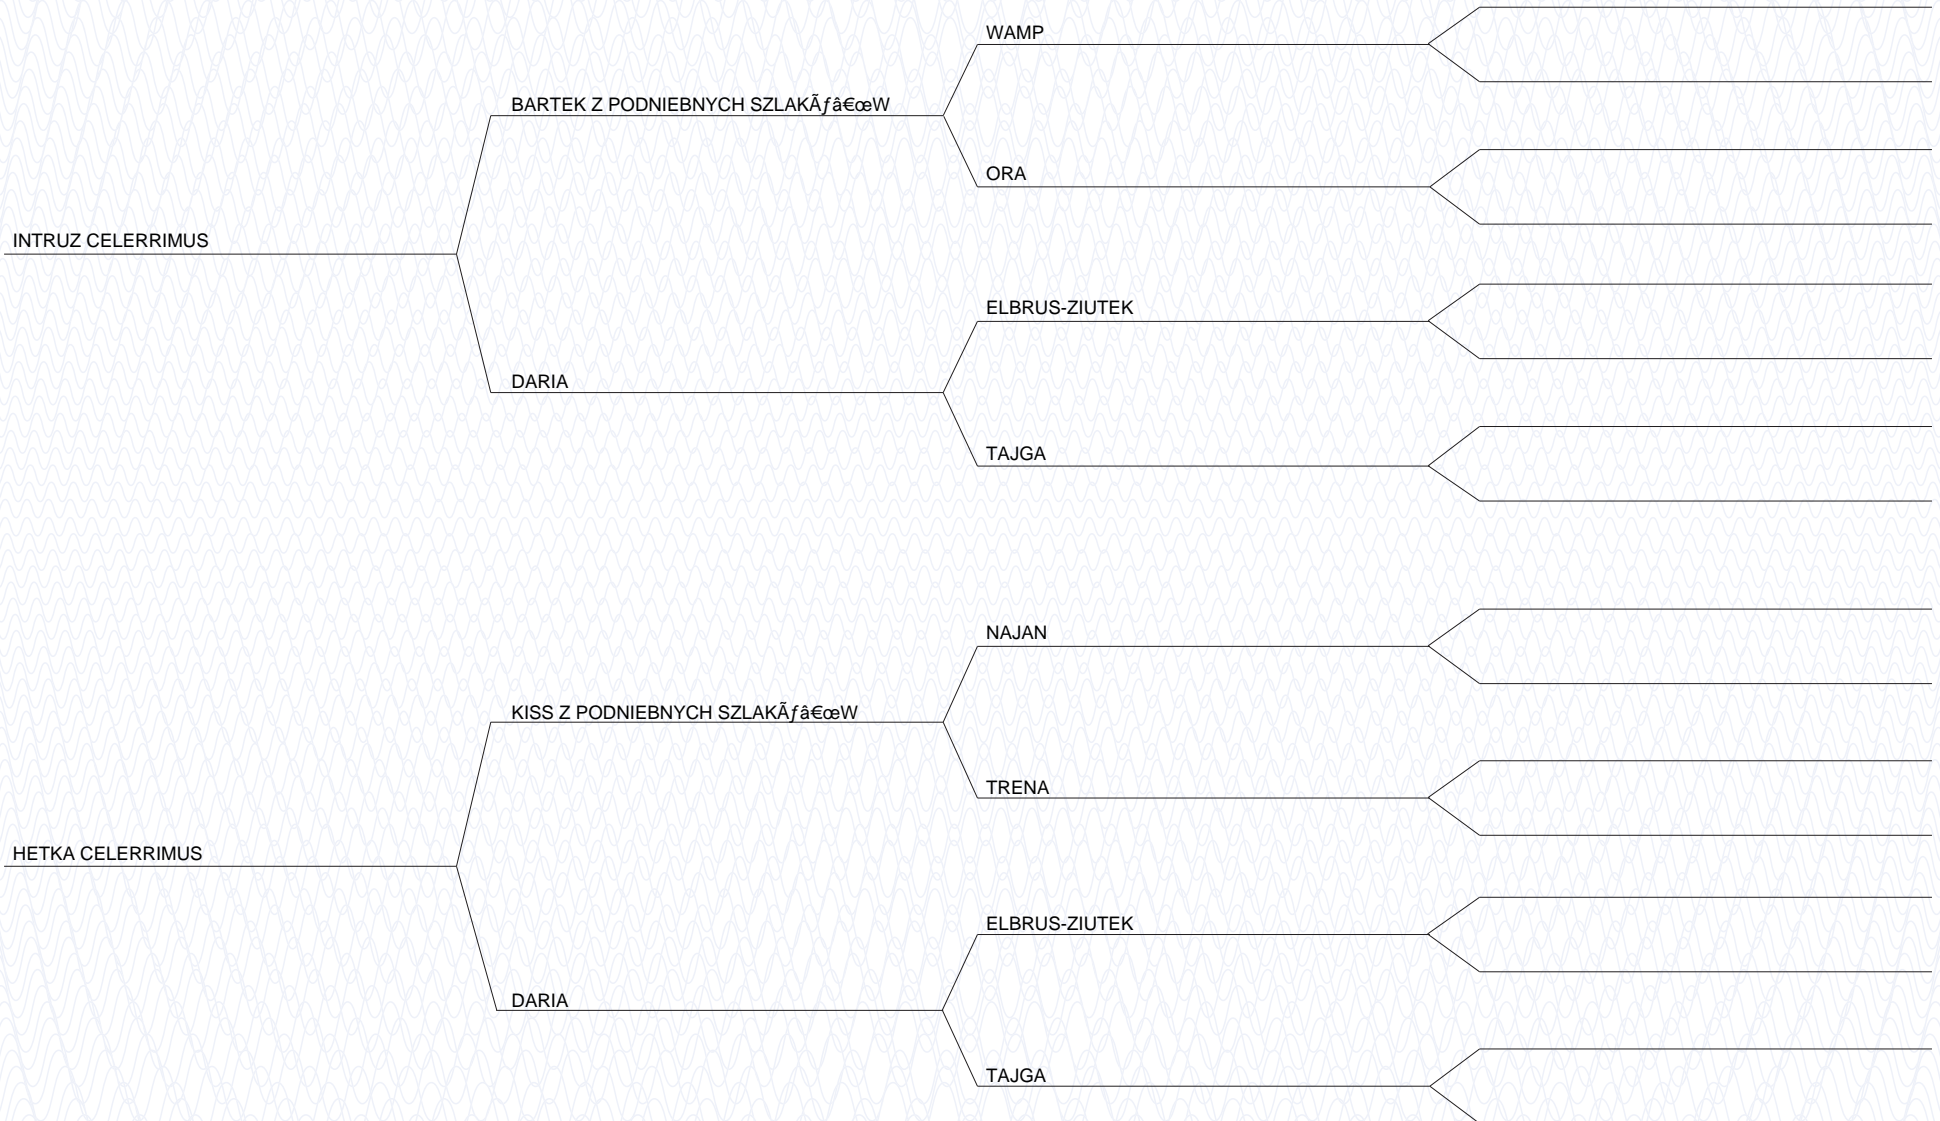 WAMP
BARTEK Z PODNIEBNYCH SZLAKÃƒâ€œW
ORA
INTRUZ CELERRIMUS
ELBRUS-ZIUTEK
DARIA
TAJGA
NAJAN
KISS Z PODNIEBNYCH SZLAKÃƒâ€œW
TRENA
HETKA CELERRIMUS
ELBRUS-ZIUTEK
DARIA
TAJGA